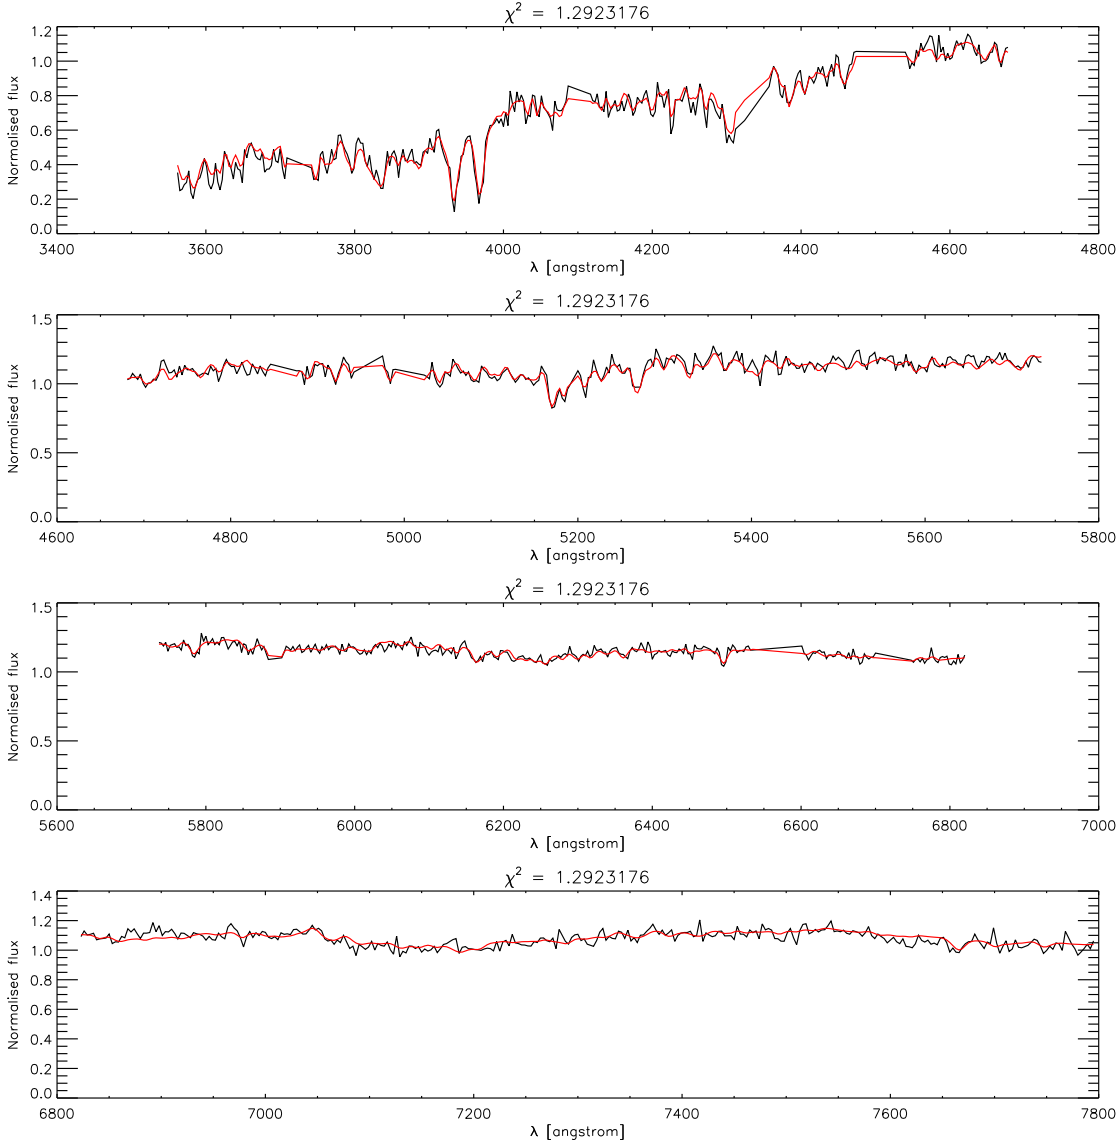 χ² = 1.2923176
1.2
1.0
0.8
0.6
0.4
0.2
0.0
Normalised flux
3400 3600 3800 4000 4200 4400 4600 4800
λ [angstrom]
χ² = 1.2923176
1.5
1.0
0.5
0.0
Normalised flux
4600 4800 5000 5200 5400 5600 5800
λ [angstrom]
χ² = 1.2923176
1.5
1.0
0.5
0.0
Normalised flux
5600 5800 6000 6200 6400 6600 6800 7000
λ [angstrom]
χ² = 1.2923176
1.4
1.2
1.0
0.8
0.6
0.4
0.2
0.0
Normalised flux
6800 7000 7200 7400 7600 7800
λ [angstrom]